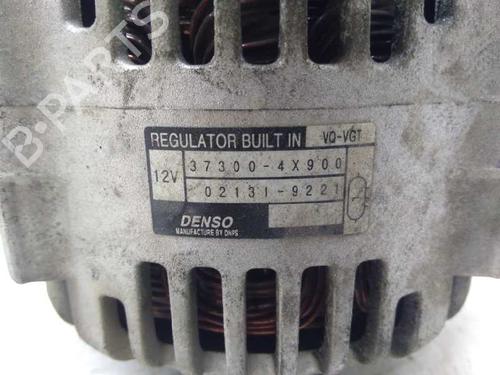 B-PARTS
REGULATOR BUILT IN VQ-VGT
12V 37300-4X900
02131-9221
DENSO
MANUFACTURE BY DNPS